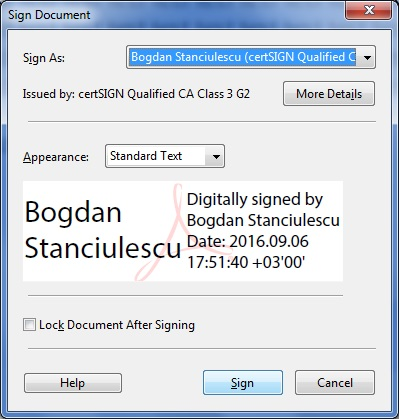 Sign Document
Sign As:
Bogdan Stanciulescu (certSIGN Qualified C
Issued by: certSIGN Qualified CA Class 3 G2
More Details
Appearance:
Standard Text
Bogdan
Stanciulescu
Digitally signed by
Bogdan Stanciulescu
Date: 2016.09.06
17:51:40 +03'00'
Lock Document After Signing
Help
Sign
Cancel